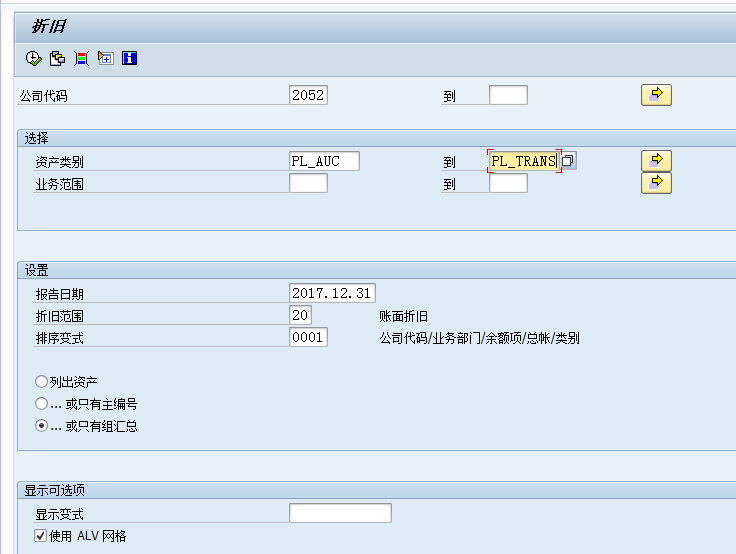 折旧
公司代码 2052 到
选择
资产类别 PL_AUC 到 PL_TRANS
业务范围 到
设置
报告日期 2017.12.31
折旧范围 20 账面折旧
排序变式 0001 公司代码/业务部门/余额项/总帐/类别
列出资产
... 或只有主编号
... 或只有组汇总
显示可选项
显示变式
使用 ALV 网格